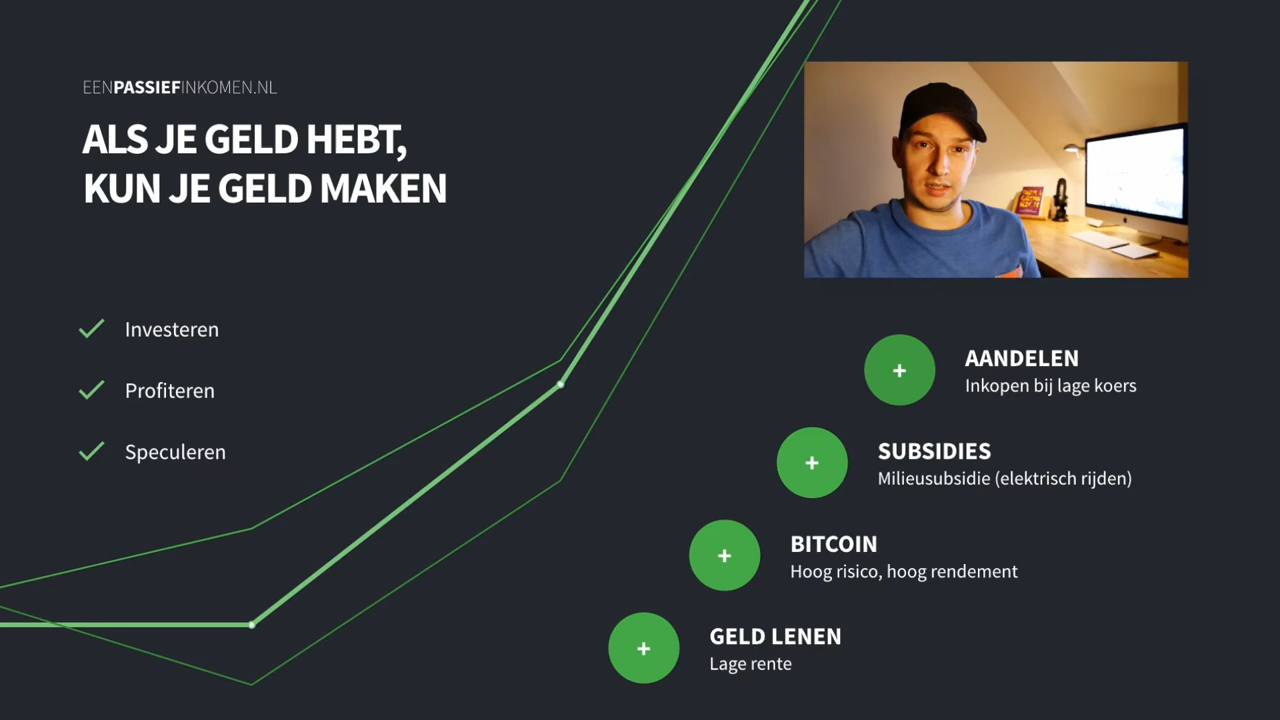 EENPASSIEFINKOMEN.NL
ALS JE GELD HEBT,
KUN JE GELD MAKEN
Investeren
Profiteren
Speculeren
+
AANDELEN
Inkopen bij lage koers
+
SUBSIDIES
Milieusubsidie (elektrisch rijden)
+
BITCOIN
Hoog risico, hoog rendement
+
GELD LENEN
Lage rente